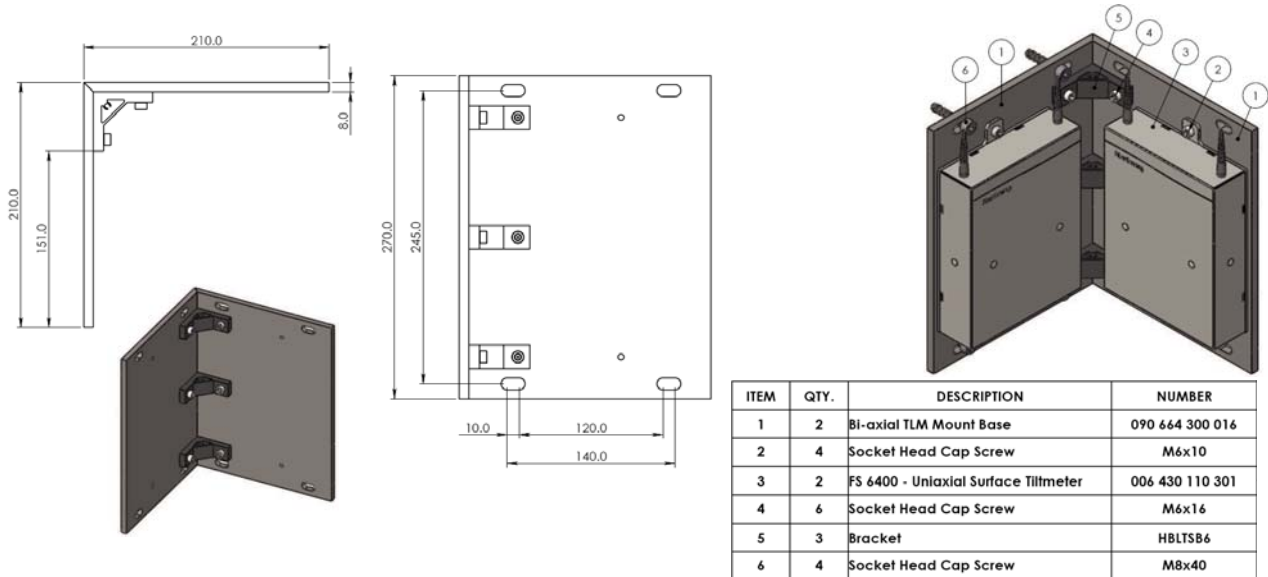 210.0
8.0
210.0
151.0
270.0
245.0
10.0
120.0
140.0
5
4
1
3
6
2
1
ITEM QTY. DESCRIPTION NUMBER
1 2 Bi-axial TLM Mount Base 090 664 300 016
2 4 Socket Head Cap Screw M6x10
3 2 FS 6400 - Uniaxial Surface Tiltmeter 006 430 110 301
4 6 Socket Head Cap Screw M6x16
5 3 Bracket HBLTSB6
6 4 Socket Head Cap Screw M8x40